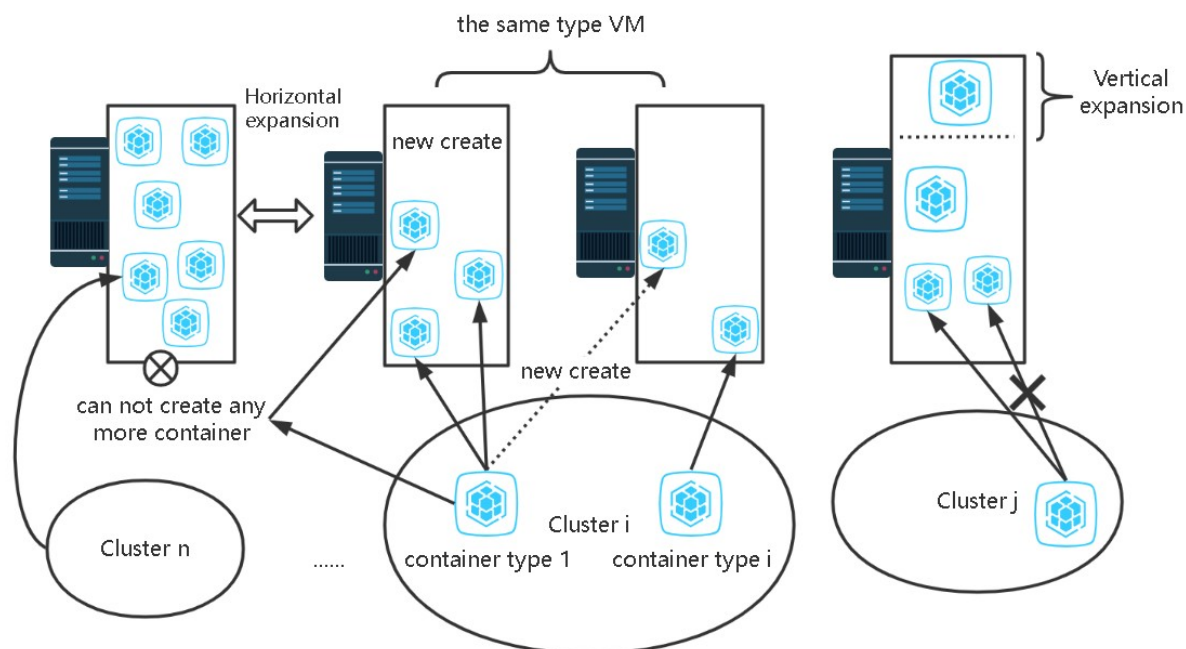 the same type VM
Horizontal
expansion
new create
Vertical
expansion
new create
can not create any
more container
Cluster n
......
Cluster i
container type 1
container type i
Cluster j